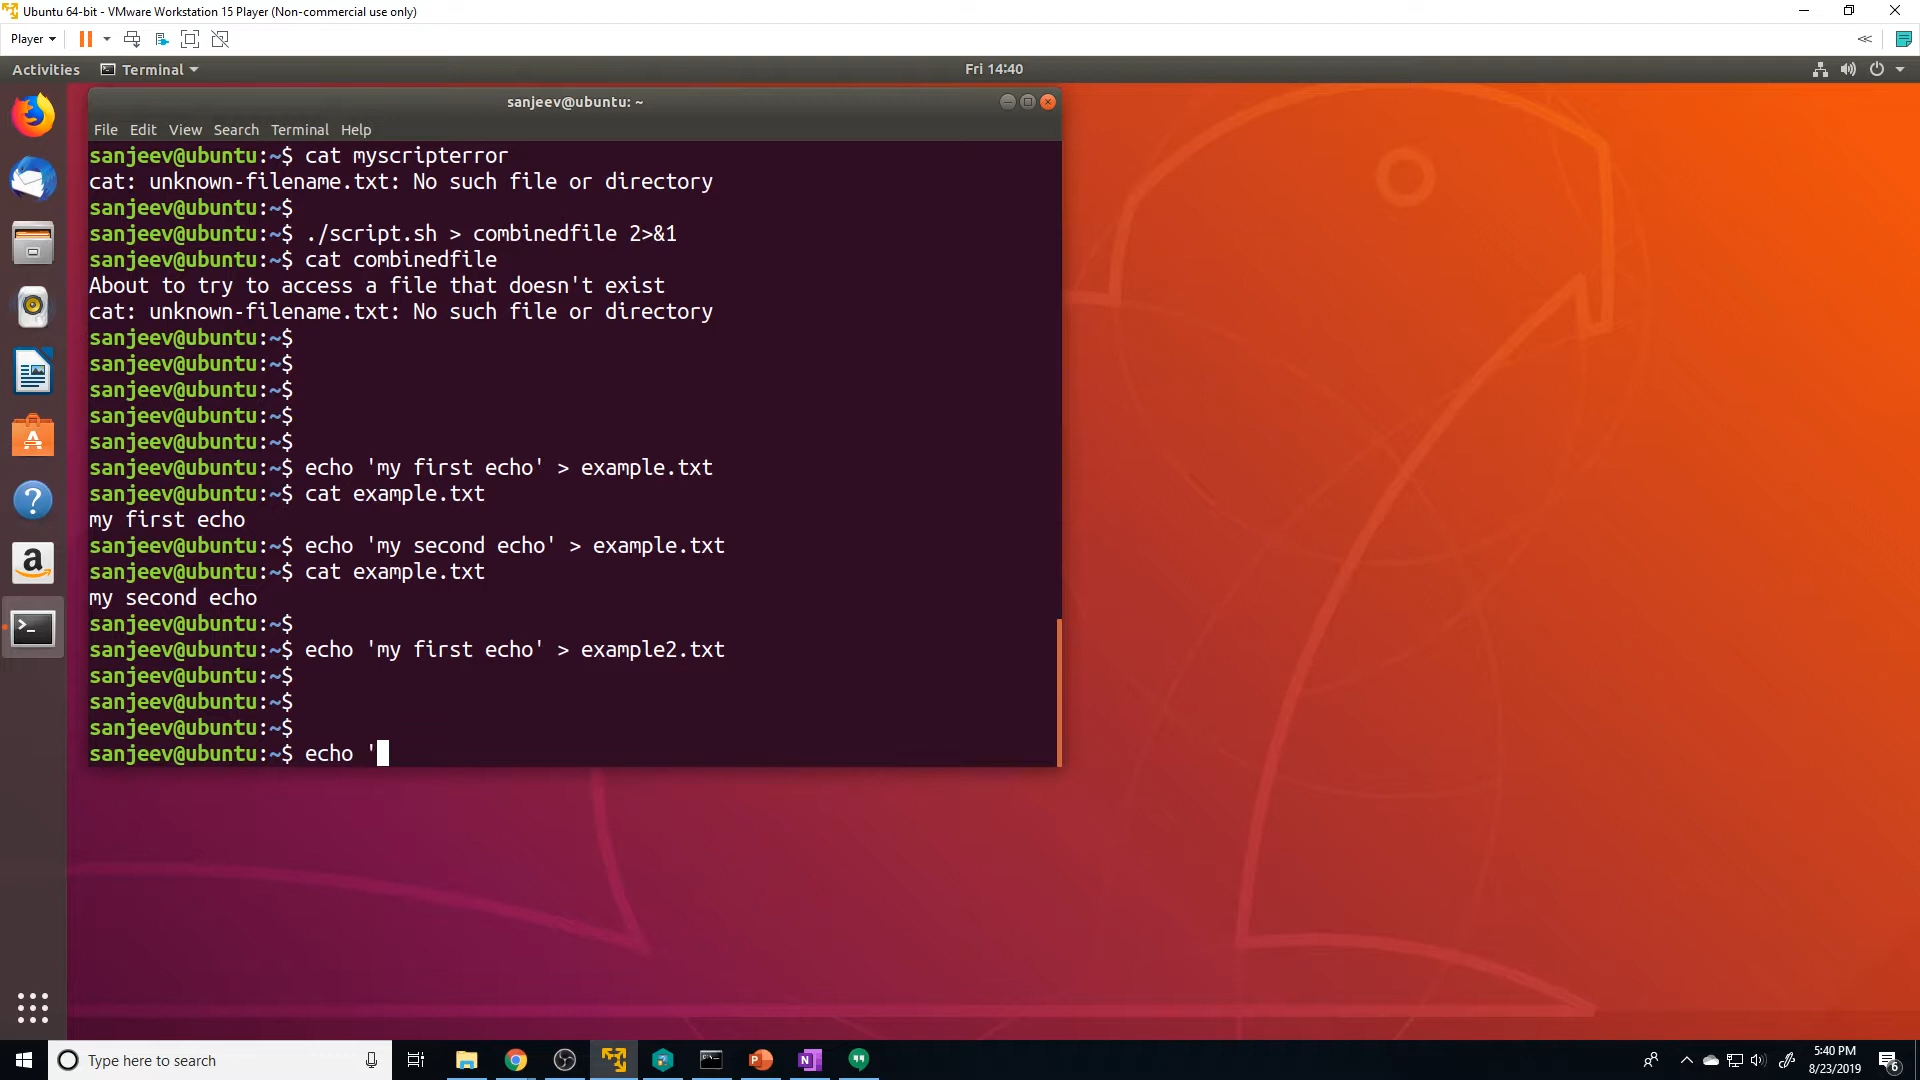 Ubuntu 64-bit - VMware Workstation 15 Player (Non-commercial use only)
Player
Activities
Terminal
Fri 14:40
sanjeev@ubuntu: ~
File Edit View Search Terminal Help
sanjeev@ubuntu:~$ cat myscripterror
cat: unknown-filename.txt: No such file or directory
sanjeev@ubuntu:~$
sanjeev@ubuntu:~$ ./script.sh > combinedfile 2>&1
sanjeev@ubuntu:~$ cat combinedfile
About to try to access a file that doesn't exist
cat: unknown-filename.txt: No such file or directory
sanjeev@ubuntu:~$
sanjeev@ubuntu:~$
sanjeev@ubuntu:~$
sanjeev@ubuntu:~$
sanjeev@ubuntu:~$
sanjeev@ubuntu:~$ echo 'my first echo' > example.txt
sanjeev@ubuntu:~$ cat example.txt
my first echo
sanjeev@ubuntu:~$ echo 'my second echo' > example.txt
sanjeev@ubuntu:~$ cat example.txt
my second echo
sanjeev@ubuntu:~$
sanjeev@ubuntu:~$ echo 'my first echo' > example2.txt
sanjeev@ubuntu:~$
sanjeev@ubuntu:~$
sanjeev@ubuntu:~$
sanjeev@ubuntu:~$ echo '
Type here to search
5:40 PM
8/23/2019
6